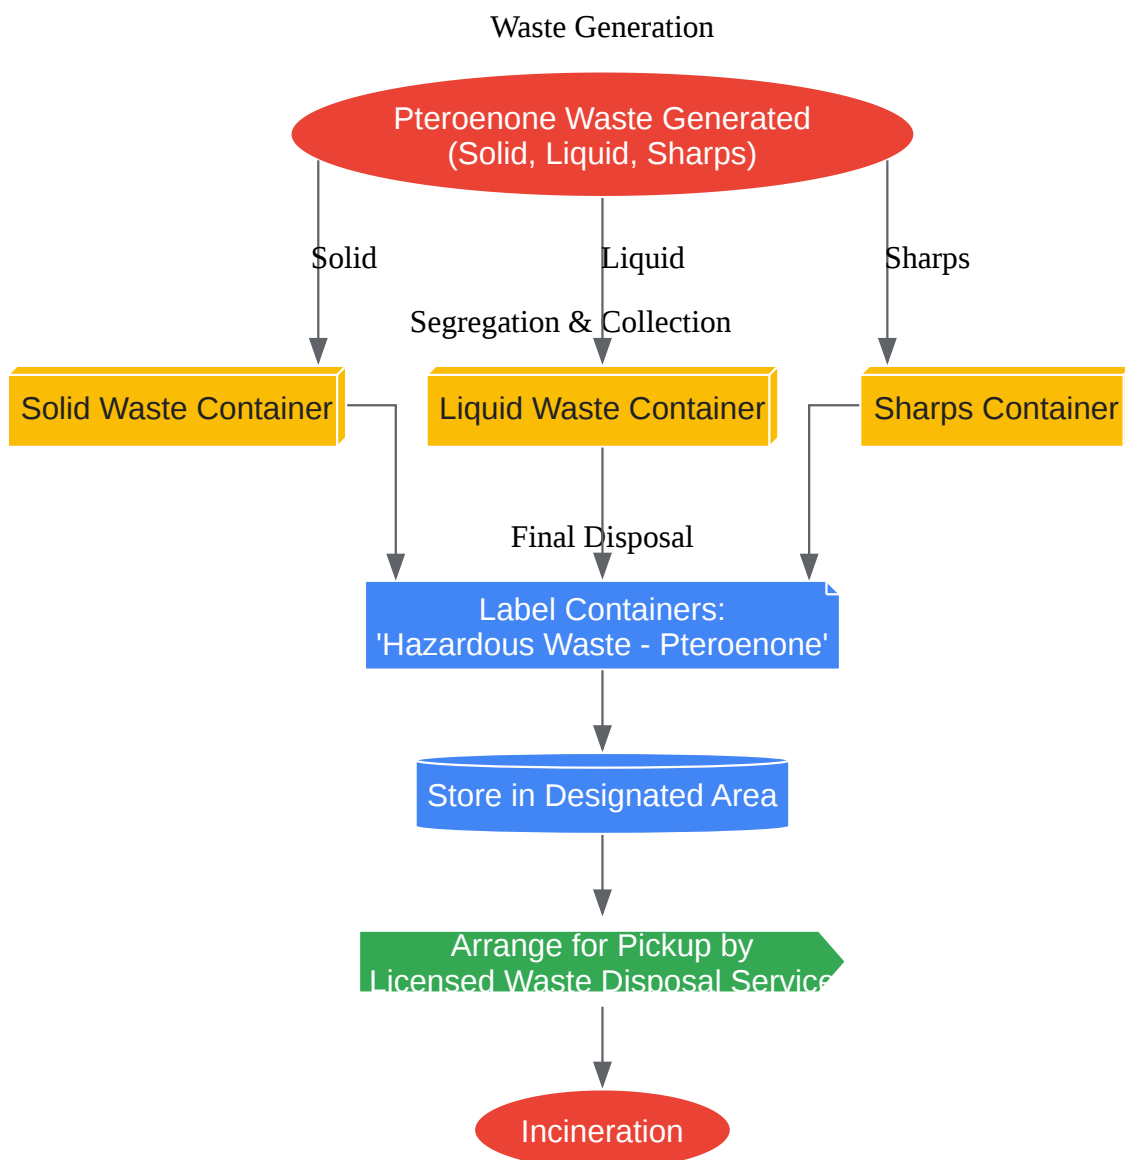 Waste Generation
Pteroenone Waste Generated
(Solid, Liquid, Sharps)
Solid
Liquid
Sharps
Segregation & Collection
Solid Waste Container
Liquid Waste Container
Sharps Container
Final Disposal
Label Containers:
'Hazardous Waste - Pteroenone'
Store in Designated Area
Arrange for Pickup by
Licensed Waste Disposal Service
Incineration